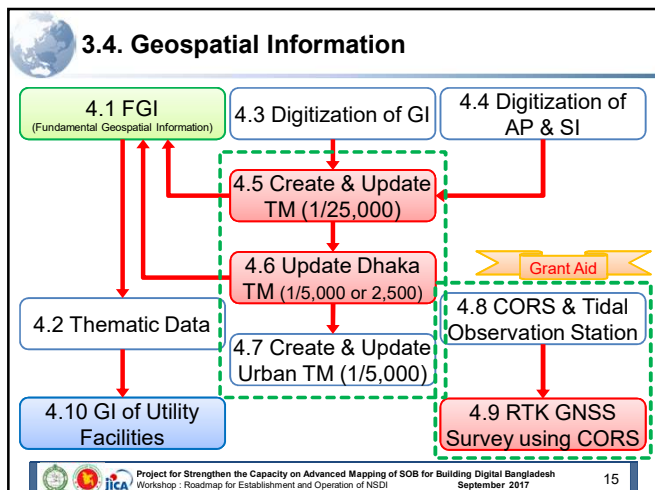 3.4. Geospatial Information
4.1 FGI
(Fundamental Geospatial Information)
4.3 Digitization of GI
4.4 Digitization of
AP & SI
4.5 Create & Update
TM (1/25,000)
4.6 Update Dhaka
TM (1/5,000 or 2,500)
Grant Aid
4.2 Thematic Data
4.7 Create & Update
Urban TM (1/5,000)
4.8 CORS & Tidal
Observation Station
4.10 GI of Utility
Facilities
4.9 RTK GNSS
Survey using CORS
jICA
Project for Strengthen the Capacity on Advanced Mapping of SOB for Building Digital Bangladesh
Workshop : Roadmap for Establishment and Operation of NSDI September 2017
15